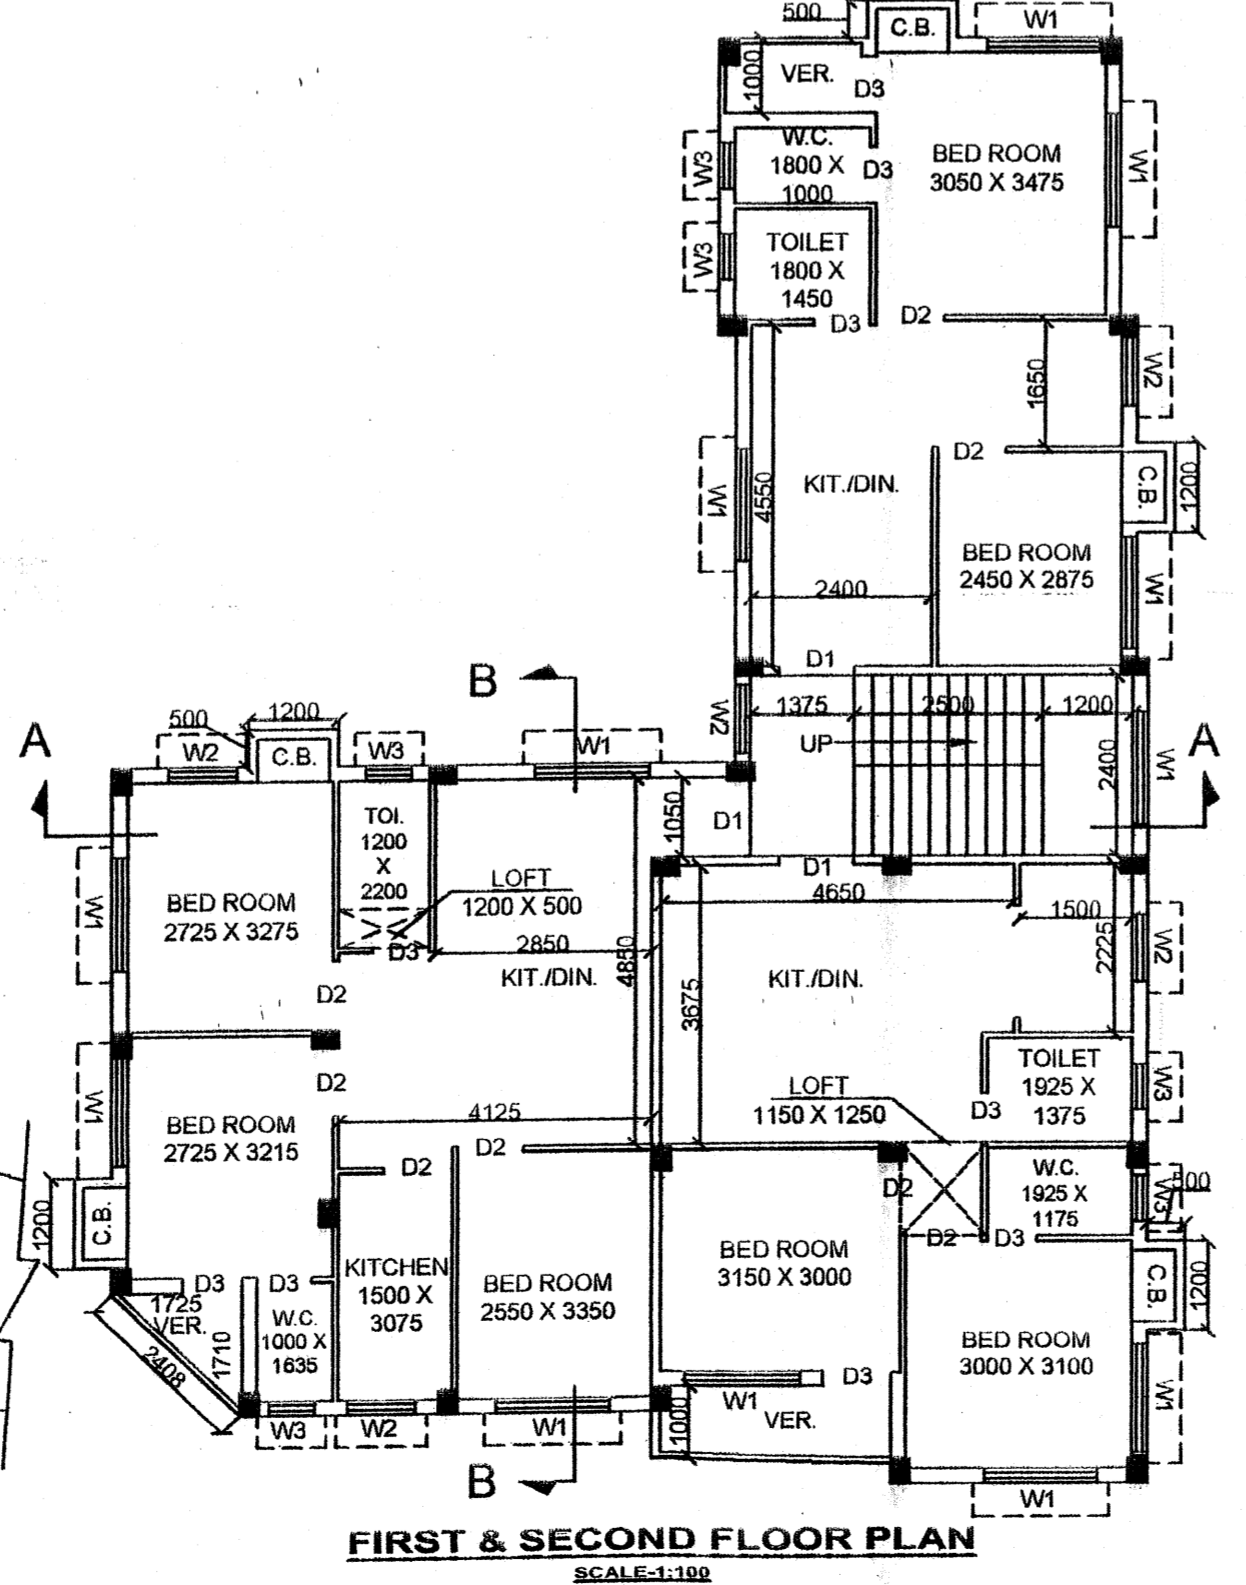 500
C.B.
W1
1000
VER.
D3
W3
W.C.
1800 X
1000
D3
BED ROOM
3050 X 3475
W1
W3
TOILET
1800 X
1450
D3
D2
1650
W2
D2
W1
4550
KIT./DIN.
C.B.
1200
BED ROOM
2450 X 2875
W1
2400
D1
B
A
500
1200
W2
C.B.
W3
W1
W2
1375
2500
1200
UP
2400
W1
A
TOI.
1200
X
2200
1050
D1
D1
W1
BED ROOM
2725 X 3275
LOFT
1200 X 500
D3
2850
4850
KIT./DIN.
4650
1500
2225
W2
3675
KIT./DIN.
D2
D2
W1
BED ROOM
2725 X 3215
4125
D2
D2
LOFT
1150 X 1250
D3
TOILET
1925 X
1375
W3
W.C.
1925 X
1175
W3
500
D2
D2
D3
1200
C.B.
D3
D3
1725
VER.
1710
2408
W.C.
1000 X
1635
KITCHEN
1500 X
3075
BED ROOM
2550 X 3350
BED ROOM
3150 X 3000
C.B.
1200
BED ROOM
3000 X 3100
W1
D3
W1
1000
VER.
W3
W2
W1
B
W1
FIRST & SECOND FLOOR PLAN
SCALE-1:100